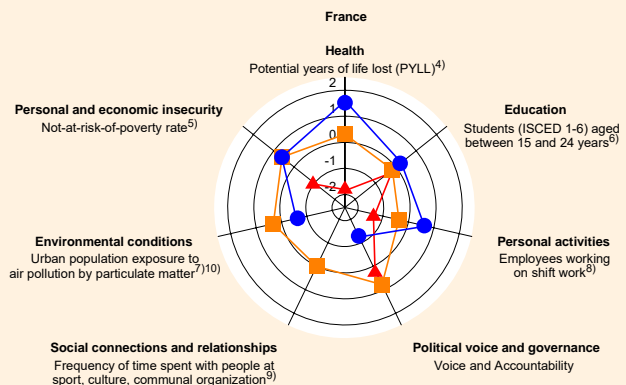 France
Health
Potential years of life lost (PYLL)4)
2
1
0
-1
-2
Personal and economic insecurity
Not-at-risk-of-poverty rate5)
Education
Students (ISCED 1-6) aged
between 15 and 24 years6)
Environmental conditions
Urban population exposure to
air pollution by particulate matter7)10)
Personal activities
Employees working
on shift work8)
Social connections and relationships
Frequency of time spent with people at
sport, culture, communal organization9)
Political voice and governance
Voice and Accountability